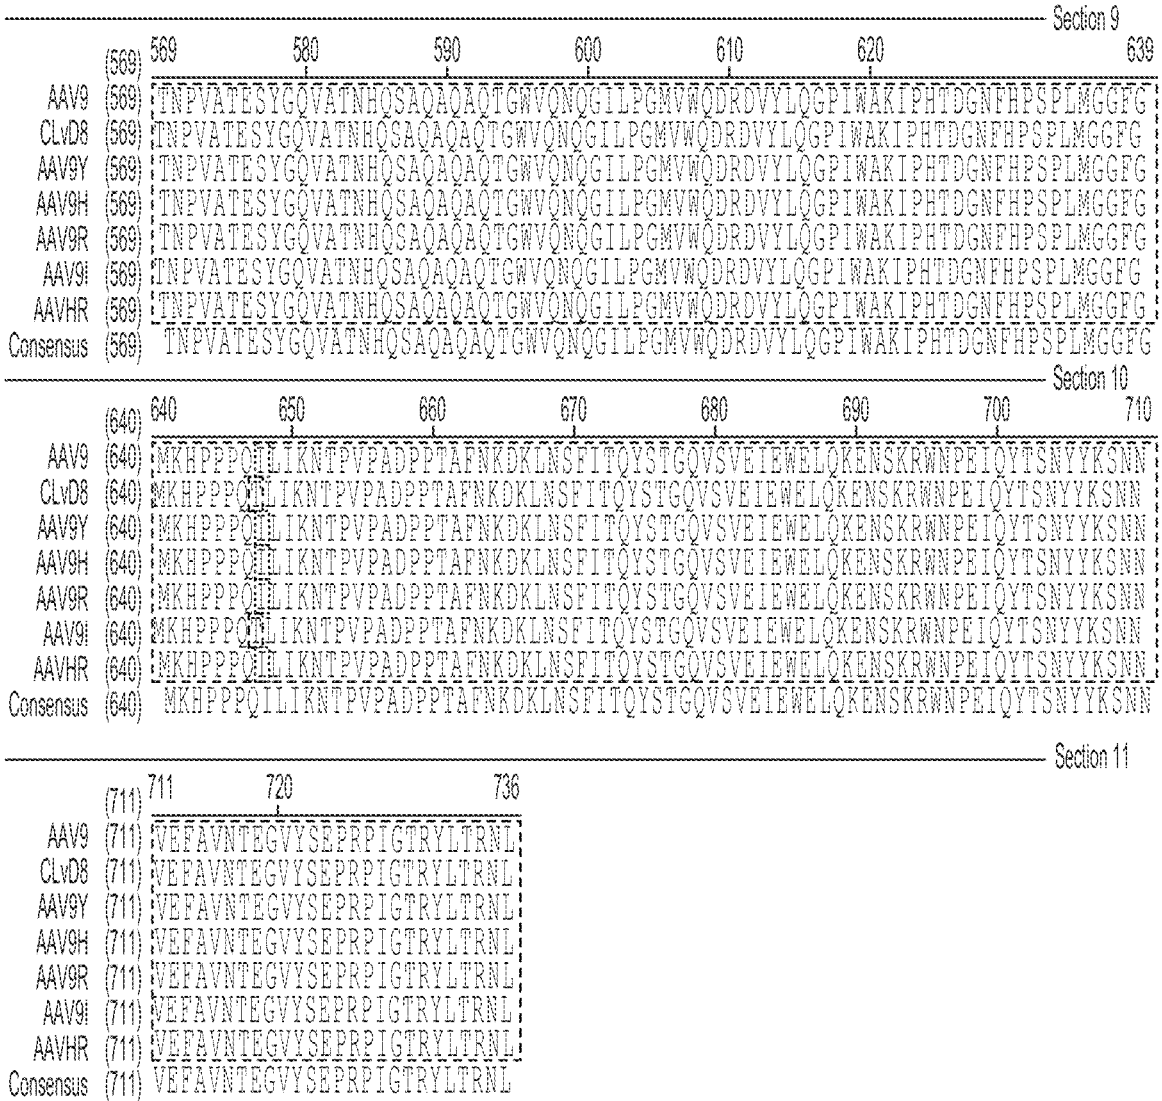 Section 9
(569) 569 580 590 600 610 620 639
AAV9 (569) TNPVATESYGQVATNHQSAQAQAQTGWVQNQGILPGMVWQDRDVYLQGPIWAKIPHTDGNFHPSPLMGGFG
CLvD8 (569) TNPVATESYGQVATNHQSAQAQAQTGWVQNQGILPGMVWQDRDVYLQGPIWAKIPHTDGNFHPSPLMGGFG
AAV9Y (569) TNPVATESYGQVATNHQSAQAQAQTGWVQNQGILPGMVWQDRDVYLQGPIWAKIPHTDGNFHPSPLMGGFG
AAV9H (569) TNPVATESYGQVATNHQSAQAQAQTGWVQNQGILPGMVWQDRDVYLQGPIWAKIPHTDGNFHPSPLMGGFG
AAV9R (569) TNPVATESYGQVATNHQSAQAQAQTGWVQNQGILPGMVWQDRDVYLQGPIWAKIPHTDGNFHPSPLMGGFG
AAV9I (569) TNPVATESYGQVATNHQSAQAQAQTGWVQNQGILPGMVWQDRDVYLQGPIWAKIPHTDGNFHPSPLMGGFG
AAVHR (569) TNPVATESYGQVATNHQSAQAQAQTGWVQNQGILPGMVWQDRDVYLQGPIWAKIPHTDGNFHPSPLMGGFG
Consensus (569) TNPVATESYGQVATNHQSAQAQAQTGWVQNQGILPGMVWQDRDVYLQGPIWAKIPHTDGNFHPSPLMGGFG
Section 10
(640) 640 650 660 670 680 690 700 710
AAV9 (640) MKHPPPQILIKNTPVPADPPTAFNKDKLNSFITQYSTGQVSVEIEWELQKENSKRWNPEIQYTSNYYKSNN
CLvD8 (640) MKHPPPQILIKNTPVPADPPTAFNKDKLNSFITQYSTGQVSVEIEWELQKENSKRWNPEIQYTSNYYKSNN
AAV9Y (640) MKHPPPQILIKNTPVPADPPTAFNKDKLNSFITQYSTGQVSVEIEWELQKENSKRWNPEIQYTSNYYKSNN
AAV9H (640) MKHPPPQILIKNTPVPADPPTAFNKDKLNSFITQYSTGQVSVEIEWELQKENSKRWNPEIQYTSNYYKSNN
AAV9R (640) MKHPPPQILIKNTPVPADPPTAFNKDKLNSFITQYSTGQVSVEIEWELQKENSKRWNPEIQYTSNYYKSNN
AAV9I (640) MKHPPPQILIKNTPVPADPPTAFNKDKLNSFITQYSTGQVSVEIEWELQKENSKRWNPEIQYTSNYYKSNN
AAVHR (640) MKHPPPQILIKNTPVPADPPTAFNKDKLNSFITQYSTGQVSVEIEWELQKENSKRWNPEIQYTSNYYKSNN
Consensus (640) MKHPPPQILIKNTPVPADPPTAFNKDKLNSFITQYSTGQVSVEIEWELQKENSKRWNPEIQYTSNYYKSNN
Section 11
(711) 711 720 736
AAV9 (711) VEFAVNTEGVYSEPRPIGTRYLTRNL
CLvD8 (711) VEFAVNTEGVYSEPRPIGTRYLTRNL
AAV9Y (711) VEFAVNTEGVYSEPRPIGTRYLTRNL
AAV9H (711) VEFAVNTEGVYSEPRPIGTRYLTRNL
AAV9R (711) VEFAVNTEGVYSEPRPIGTRYLTRNL
AAV9I (711) VEFAVNTEGVYSEPRPIGTRYLTRNL
AAVHR (711) VEFAVNTEGVYSEPRPIGTRYLTRNL
Consensus (711) VEFAVNTEGVYSEPRPIGTRYLTRNL